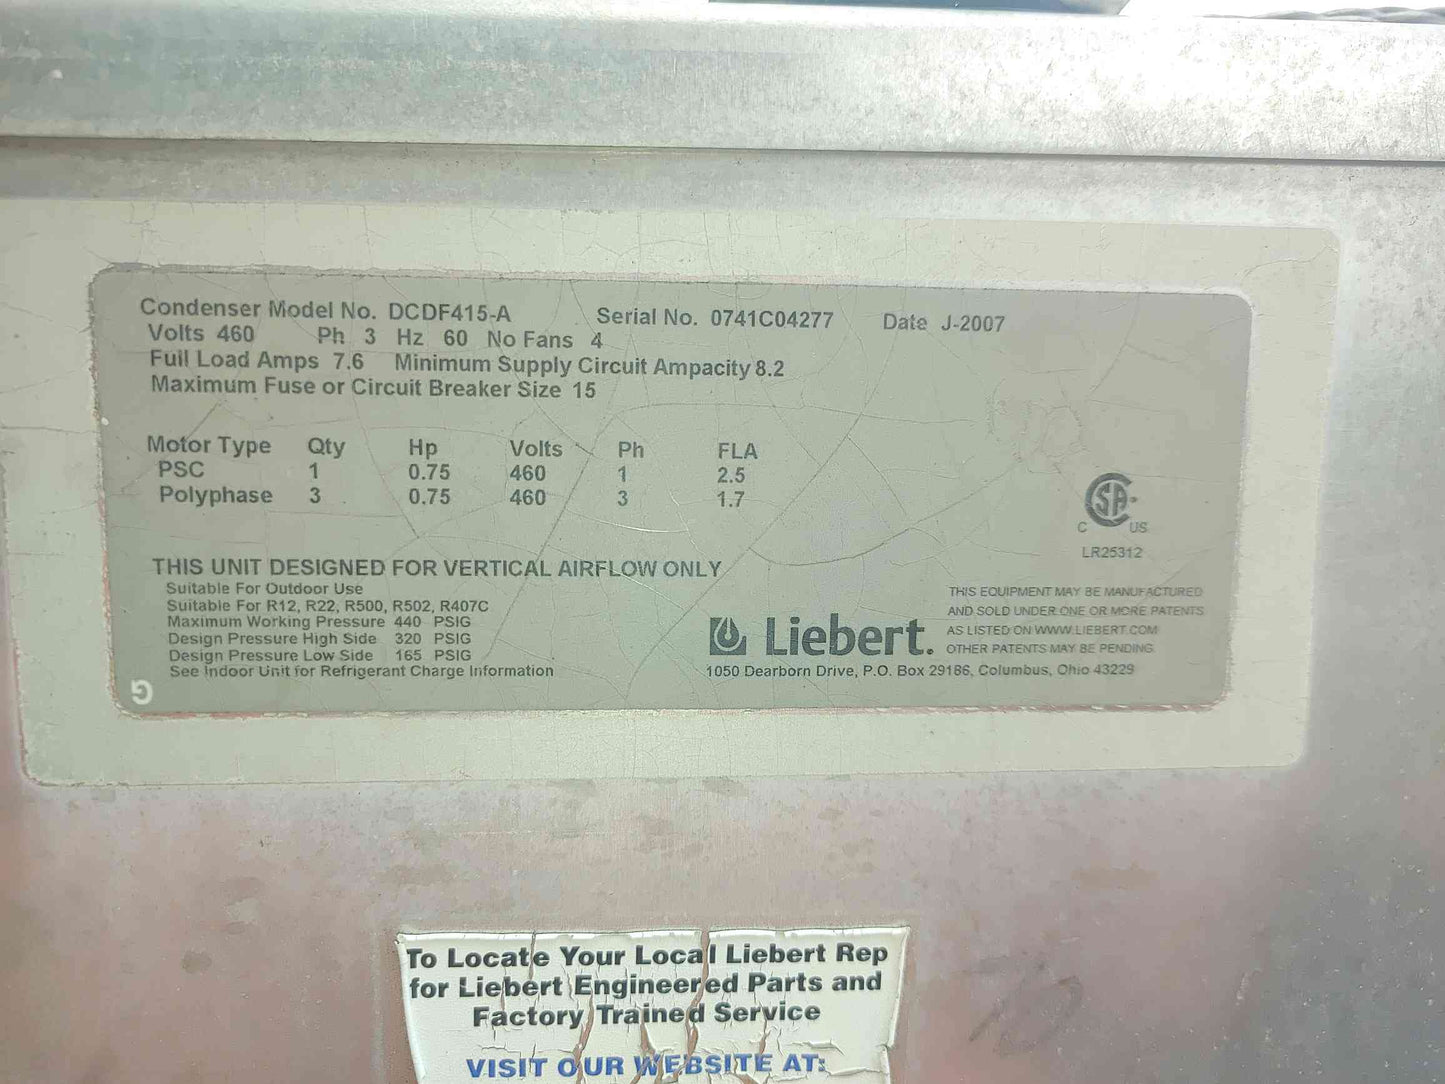 Condenser Model No. DCDF415-A Serial No. 0741C04277 Date J-2007
Volts 460 Ph 3 Hz 60 No Fans 4
Full Load Amps 7.6 Minimum Supply Circuit Ampacity 8.2
Maximum Fuse or Circuit Breaker Size 15
Motor Type Qty Hp Volts Ph FLA
PSC 1 0.75 460 1 2.5
Polyphase 3 0.75 460 3 1.7
CSA
C US
LR25312
THIS UNIT DESIGNED FOR VERTICAL AIRFLOW ONLY
Suitable For Outdoor Use
Suitable For R12, R22, R500, R502, R407C
Maximum Working Pressure 440 PSIG
Design Pressure High Side 320 PSIG
Design Pressure Low Side 165 PSIG
See Indoor Unit for Refrigerant Charge Information
G
Liebert.
1050 Dearborn Drive, P.O. Box 29186, Columbus, Ohio 43229
THIS EQUIPMENT MAY BE MANUFACTURED
AND SOLD UNDER ONE OR MORE PATENTS
AS LISTED ON WWW.LIEBERT.COM
OTHER PATENTS MAY BE PENDING
To Locate Your Local Liebert Rep
for Liebert Engineered Parts and
Factory Trained Service
VISIT OUR WEBSITE AT: